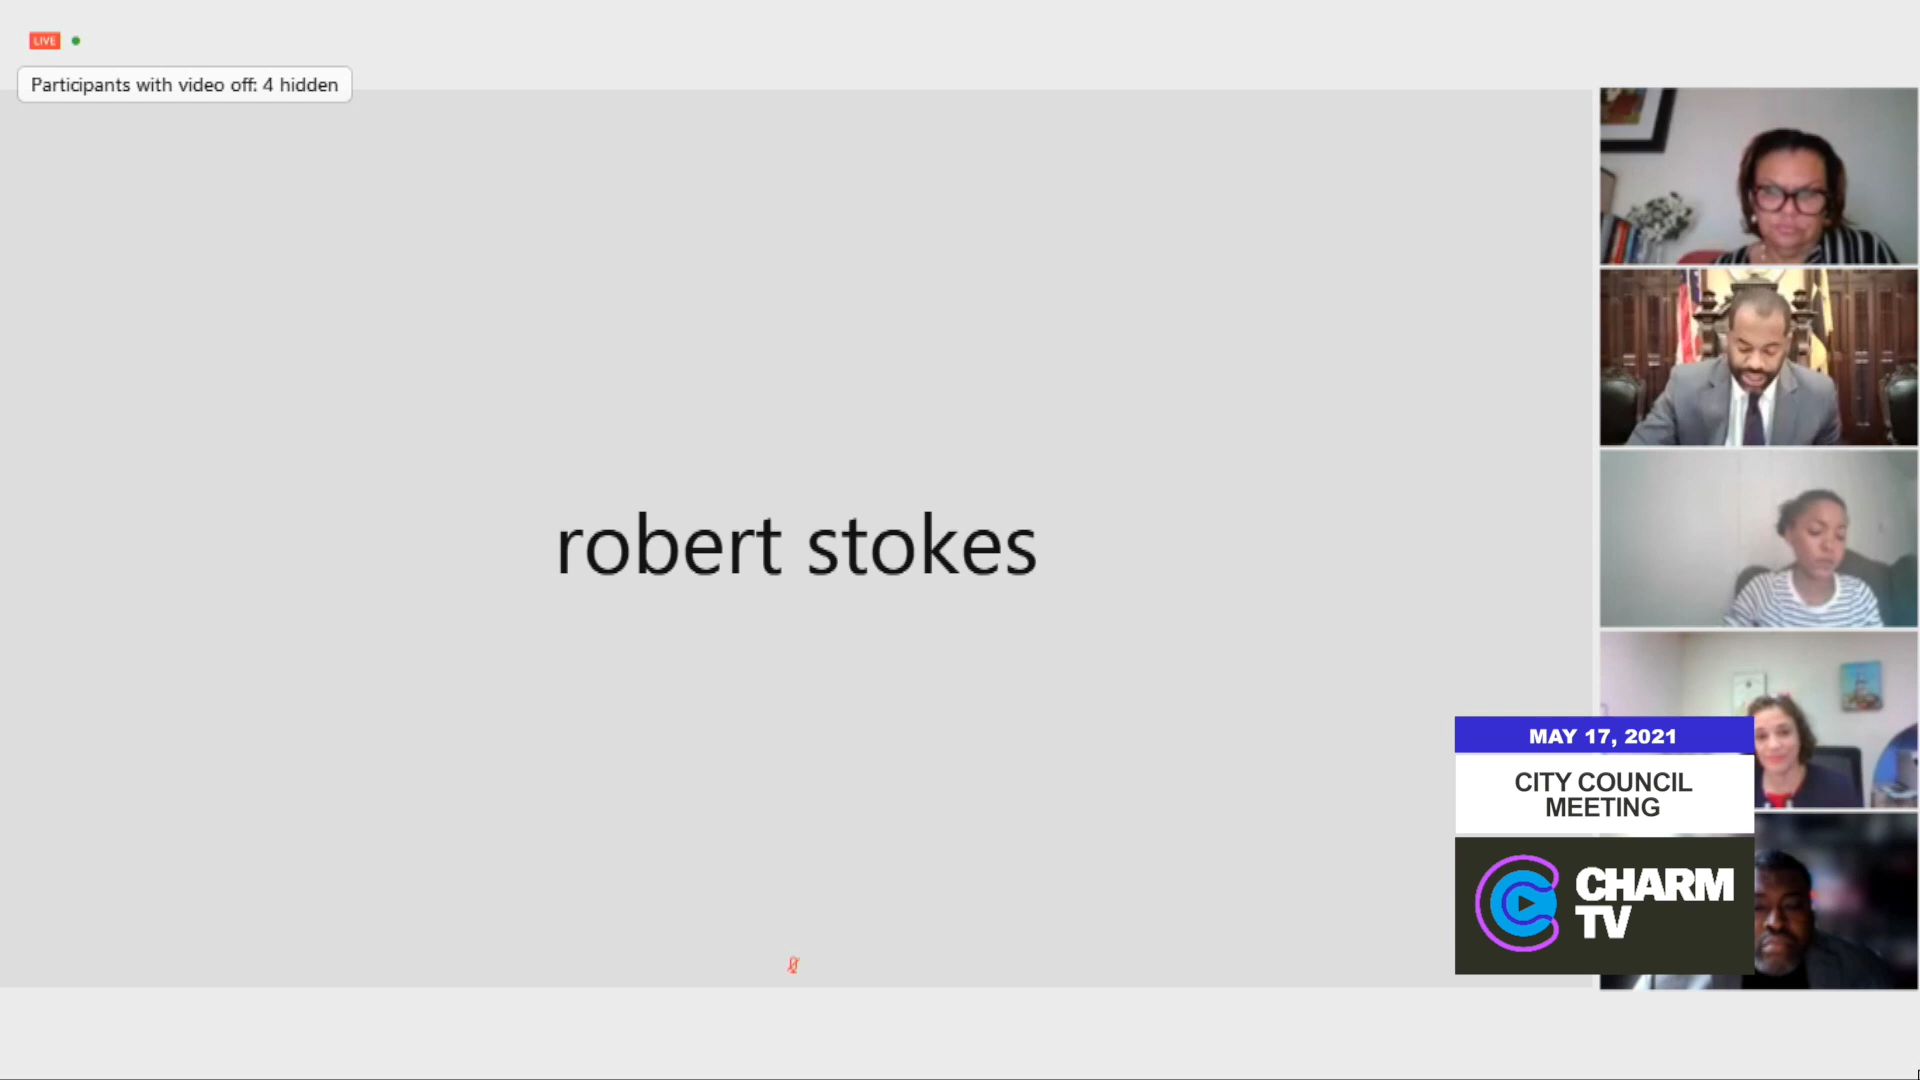 LIVE
Participants with video off: 4 hidden
robert stokes
MAY 17, 2021
CITY COUNCIL
MEETING
CHARM
TV